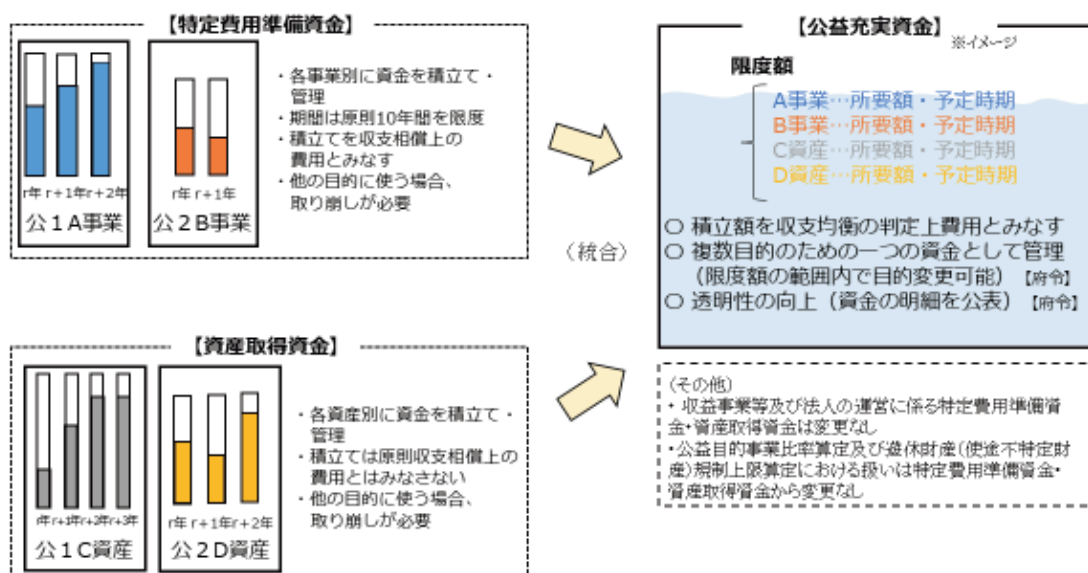 【特定費用準備資金】
r年 r+1年 r+2年
公１A事業
r年 r+1年
公２B事業
・各事業別に資金を積立て・
管理
・期間は原則10年間を限度
・積立てを収支相償上の
費用とみなす
・他の目的に使う場合、
取り崩しが必要
【資産取得資金】
r年 r+1年 r+2年 r+3年
公１C資産
r年 r+1年 r+2年
公２D資産
・各資産別に資金を積立て・
管理
・積立ては原則収支相償上の
費用とはみなさない
・他の目的に使う場合、
取り崩しが必要
（統合）
【公益充実資金】
※イメージ
限度額
A事業…所要額・予定時期
B事業…所要額・予定時期
C資産…所要額・予定時期
D資産…所要額・予定時期
○ 積立額を収支均衡の判定上費用とみなす
○ 複数目的のための一つの資金として管理
（限度額の範囲内で目的変更可能）【府令】
○ 透明性の向上（資金の明細を公表）【府令】
（その他）
・ 収益事業等及び法人の運営に係る特定費用準備資
金・資産取得資金は変更なし
・公益目的事業比率算定及び遊休財産（使途不特定財
産）規制上限算定における扱いは特定費用準備資金・
資産取得資金から変更なし